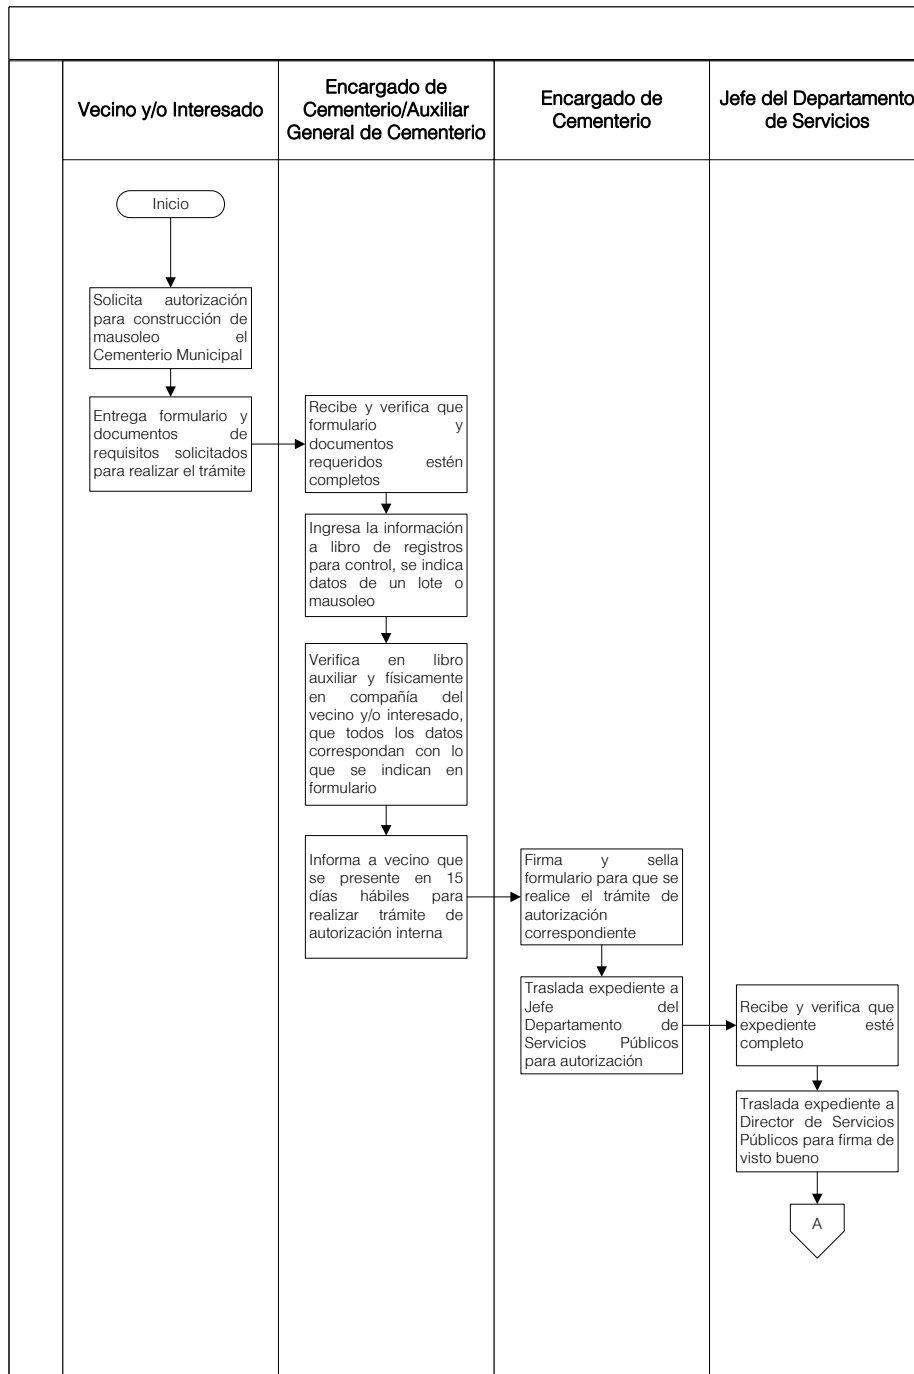 Vecino y/o Interesado
Encargado de
Cementerio/Auxiliar
General de Cementerio
Encargado de
Cementerio
Jefe del Departamento
de Servicios
Inicio
Solicita autorización
para construcción de
mausoleo el
Cementerio Municipal
Entrega formulario y
documentos de
requisitos solicitados
para realizar el trámite
Recibe y verifica que
formulario y
documentos
requeridos estén
completos
Ingresa la información
a libro de registros
para control, se indica
datos de un lote o
mausoleo
Verifica en libro
auxiliar y físicamente
en compañía del
vecino y/o interesado,
que todos los datos
correspondan con lo
que se indican en
formulario
Informa a vecino que
se presente en 15
días hábiles para
realizar trámite de
autorización interna
Firma y sella
formulario para que se
realice el trámite de
autorización
correspondiente
Traslada expediente a
Jefe del
Departamento de
Servicios Públicos
para autorización
Recibe y verifica que
expediente esté
completo
Traslada expediente a
Director de Servicios
Públicos para firma de
visto bueno
A